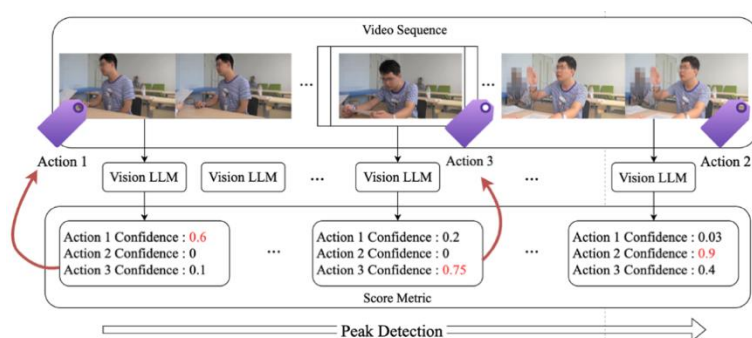 Video Sequence
...
...
Action 1
Action 3
Action 2
Vision LLM
Vision LLM
...
Vision LLM
...
Vision LLM
Action 1 Confidence : 0.6
Action 2 Confidence : 0
Action 3 Confidence : 0.1
...
Action 1 Confidence : 0.2
Action 2 Confidence : 0
Action 3 Confidence : 0.75
...
Action 1 Confidence : 0.03
Action 2 Confidence : 0.9
Action 3 Confidence : 0.4
Score Metric
Peak Detection